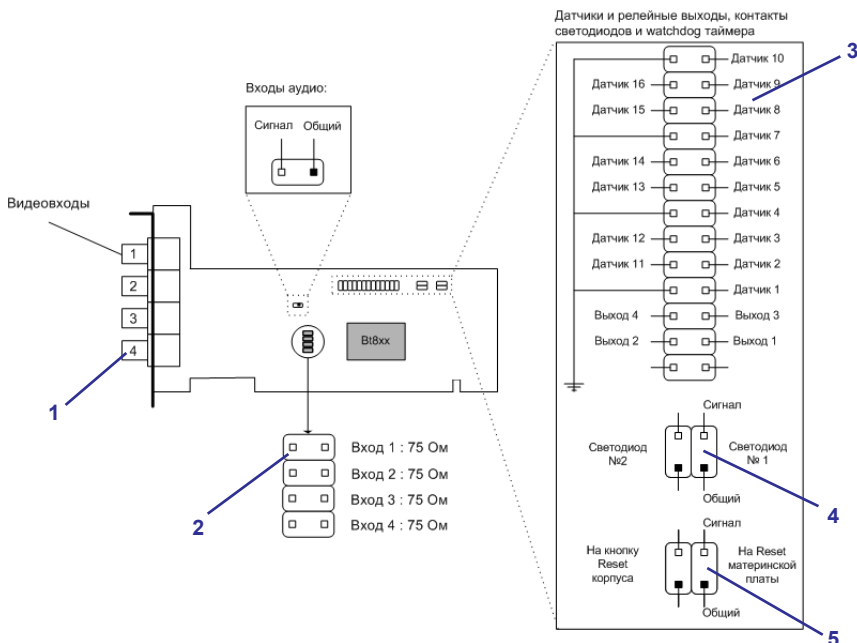 Датчики и релейные выходы, контакты
светодиодов и watchdog таймера
3
Датчик 10
Датчик 16
Датчик 9
Датчик 15
Датчик 8
Датчик 7
Датчик 14
Датчик 6
Датчик 13
Датчик 5
Датчик 4
Датчик 12
Датчик 3
Датчик 11
Датчик 2
Датчик 1
Выход 4
Выход 3
Выход 2
Выход 1
Входы аудио:
Сигнал Общий
Видеовходы
1
2
3
4
1
Bt8xx
2
Вход 1 : 75 Ом
Вход 2 : 75 Ом
Вход 3 : 75 Ом
Вход 4 : 75 Ом
Сигнал
Светодиод
№2
Светодиод
№ 1
Общий
4
Сигнал
На кнопку
Reset
корпуса
На Reset
материнской
платы
Общий
5